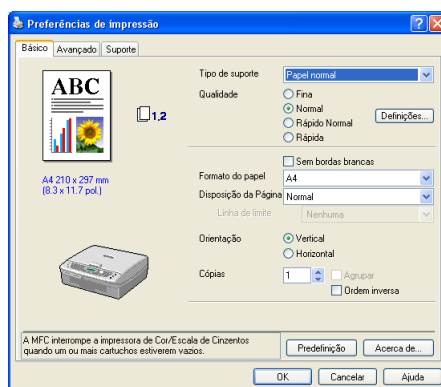 Preferências de impressão
Básico Avançado Suporte
ABC
1,2
A4 210 x 297 mm
(8.3 x 11.7 pol.)
Tipo de suporte Papel normal
Qualidade Fina
Normal
Rápido Normal
Rápida
Definições...
Sem bordas brancas
Formato do papel A4
Disposição da Página Normal
Linha de limite Nenhuma
Orientação Vertical
Horizontal
Cópias 1 Agrupar
Ordem inversa
A MFC interrompe a impressora de Cor/Escala de Cinzentos
quando um ou mais cartuchos estiverem vazios.
Predefinição Acerca de...
OK Cancelar Ajuda